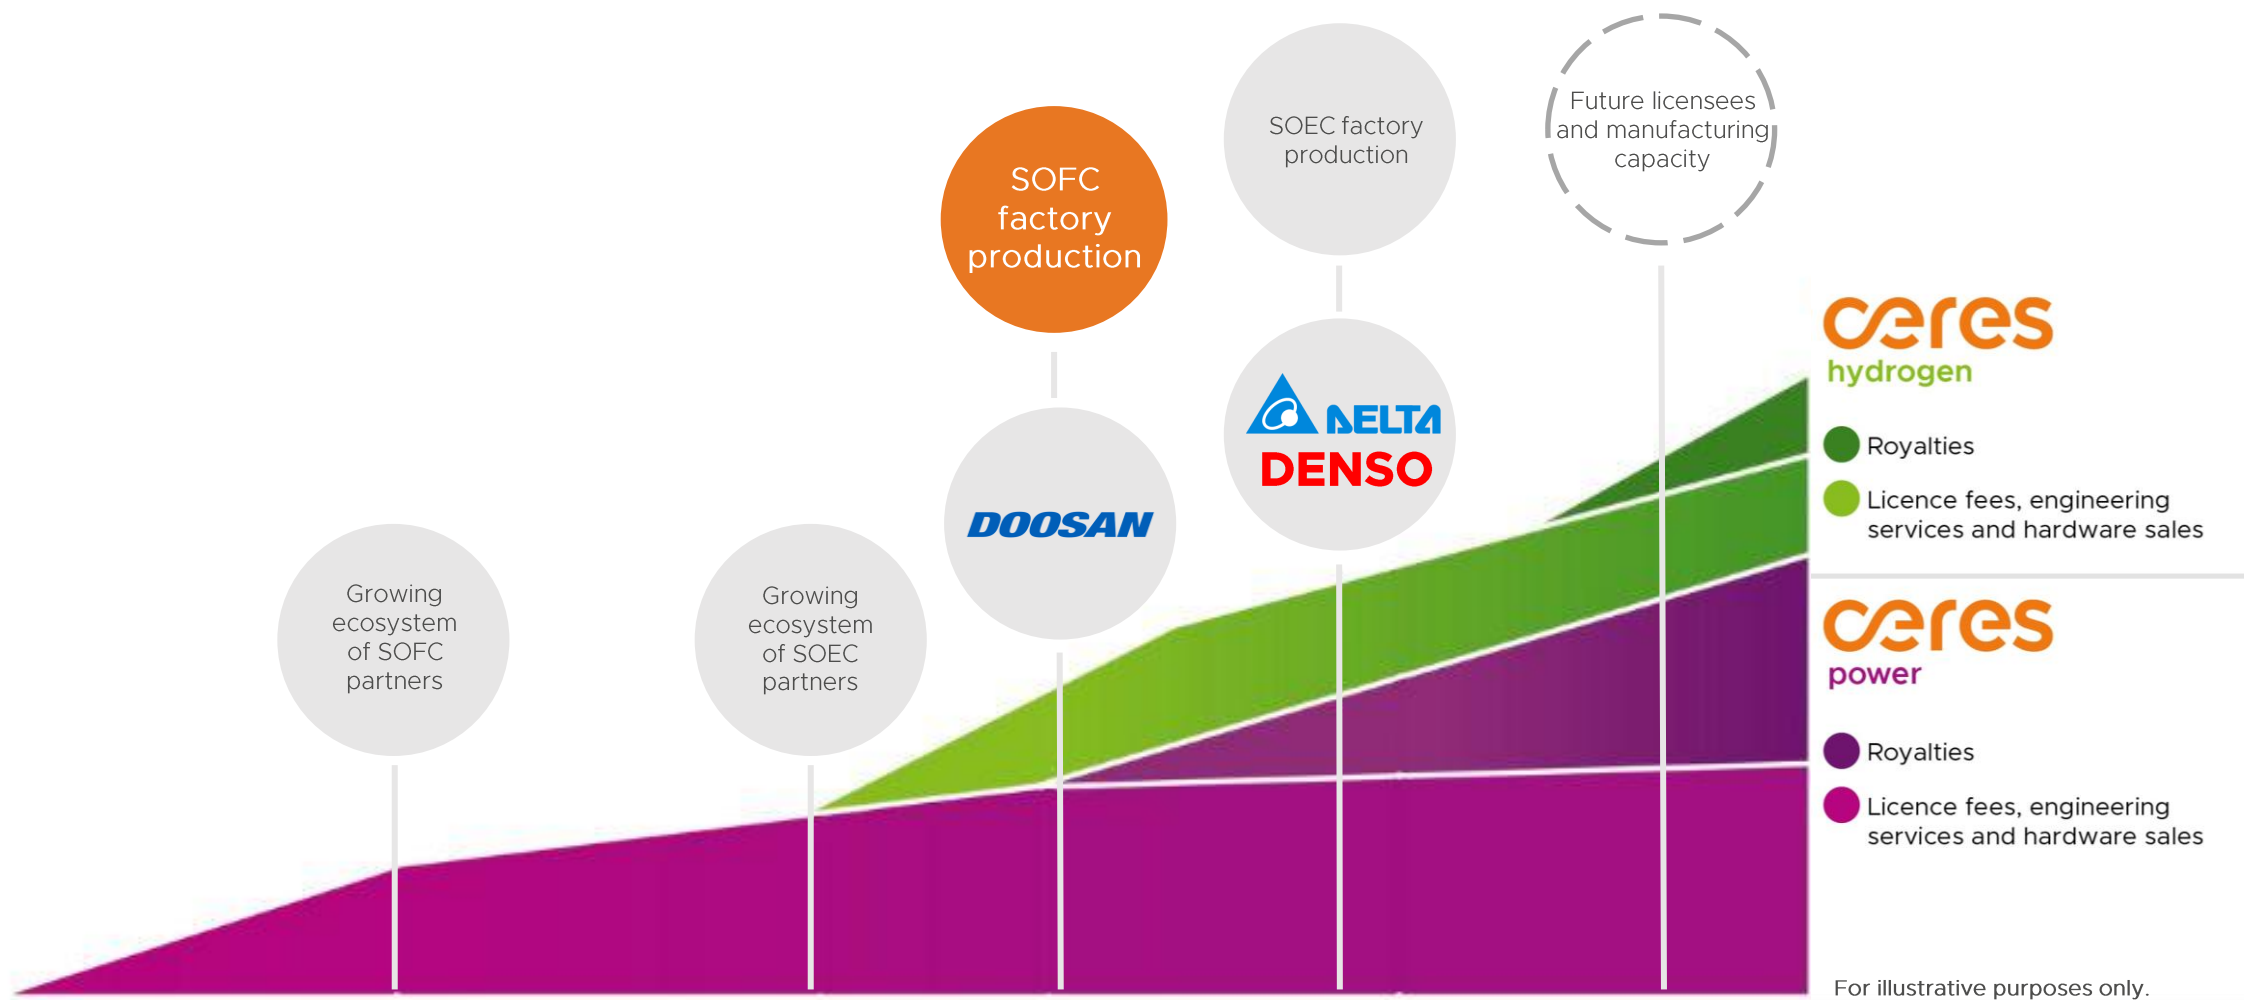 Growing
ecosystem
of SOFC
partners
Growing
ecosystem
of SOEC
partners
SOFC
factory
production
DOOSAN
SOEC factory
production
DELTA
DENSO
Future licensees
and manufacturing
capacity
ceres
hydrogen
Royalties
Licence fees, engineering
services and hardware sales
ceres
power
Royalties
Licence fees, engineering
services and hardware sales
For illustrative purposes only.